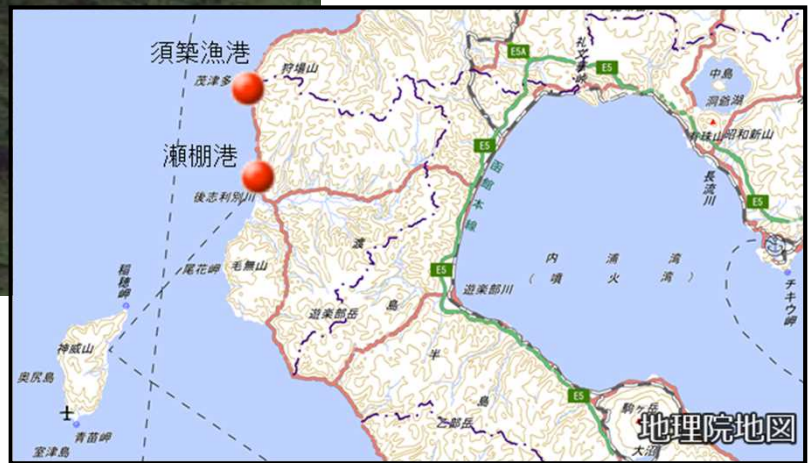 須築漁港
茂津多
狩場山
瀬棚港
後志利別川
尾花岬
毛無山
稲穂岬
神威山
奥尻島
青苗岬
室津島
渡
島
半
島
遊楽部岳
遊楽部川
乙部岳
函館本線
E5A
E5
E5
E5
E5
E5
礼文華峠
中島
洞爺湖
有珠山
昭和新山
長流川
内浦湾
(噴火湾)
チキウ岬
駒ヶ岳
大沼
地理院地図